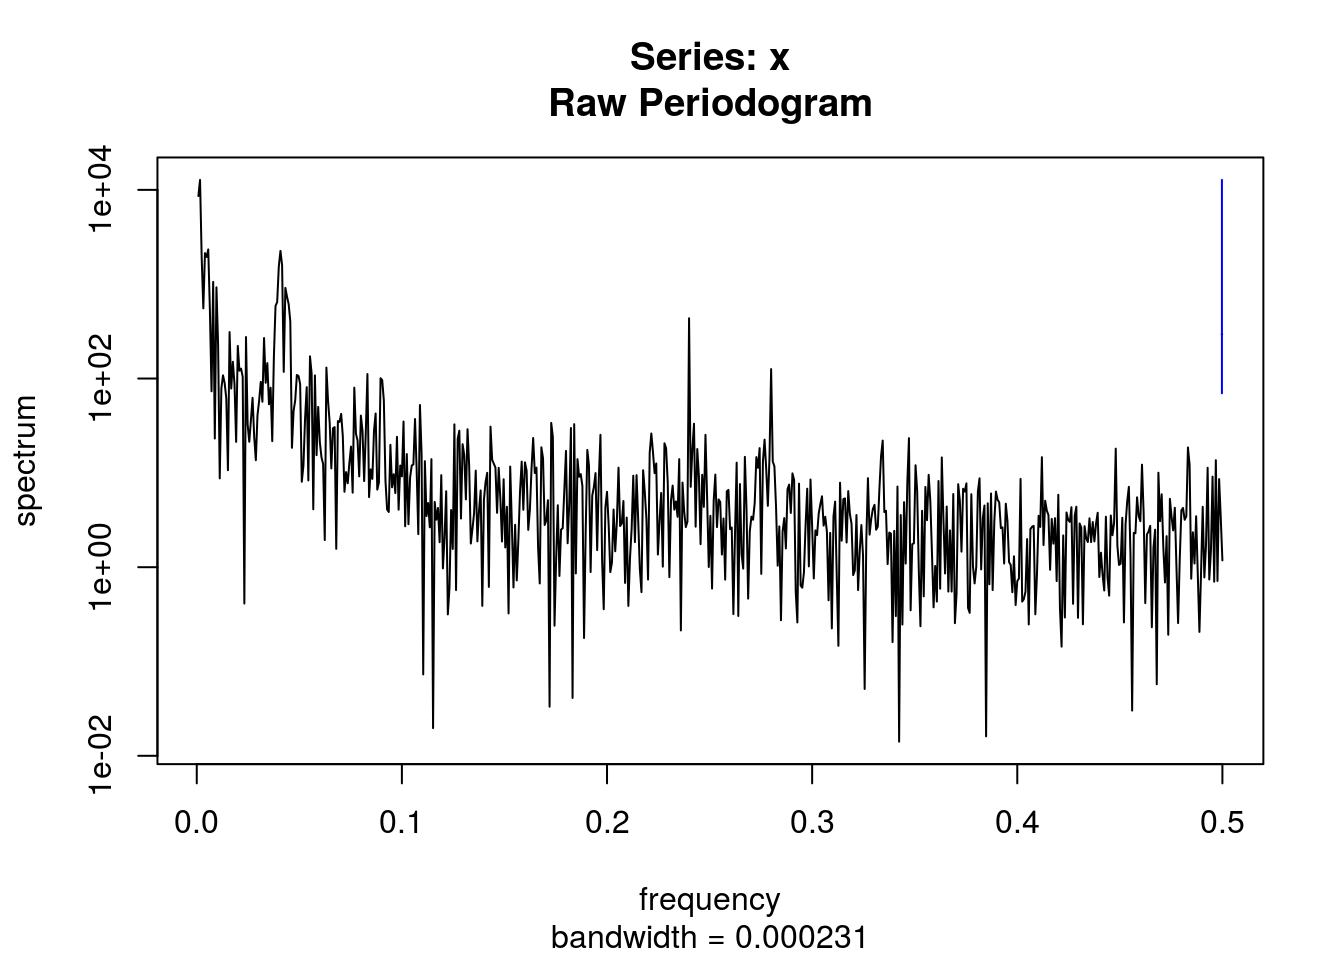 Series: x
Raw Periodogram
spectrum
1e+04
1e+02
1e+00
1e-02
0.0 0.1 0.2 0.3 0.4 0.5
frequency
bandwidth = 0.000231